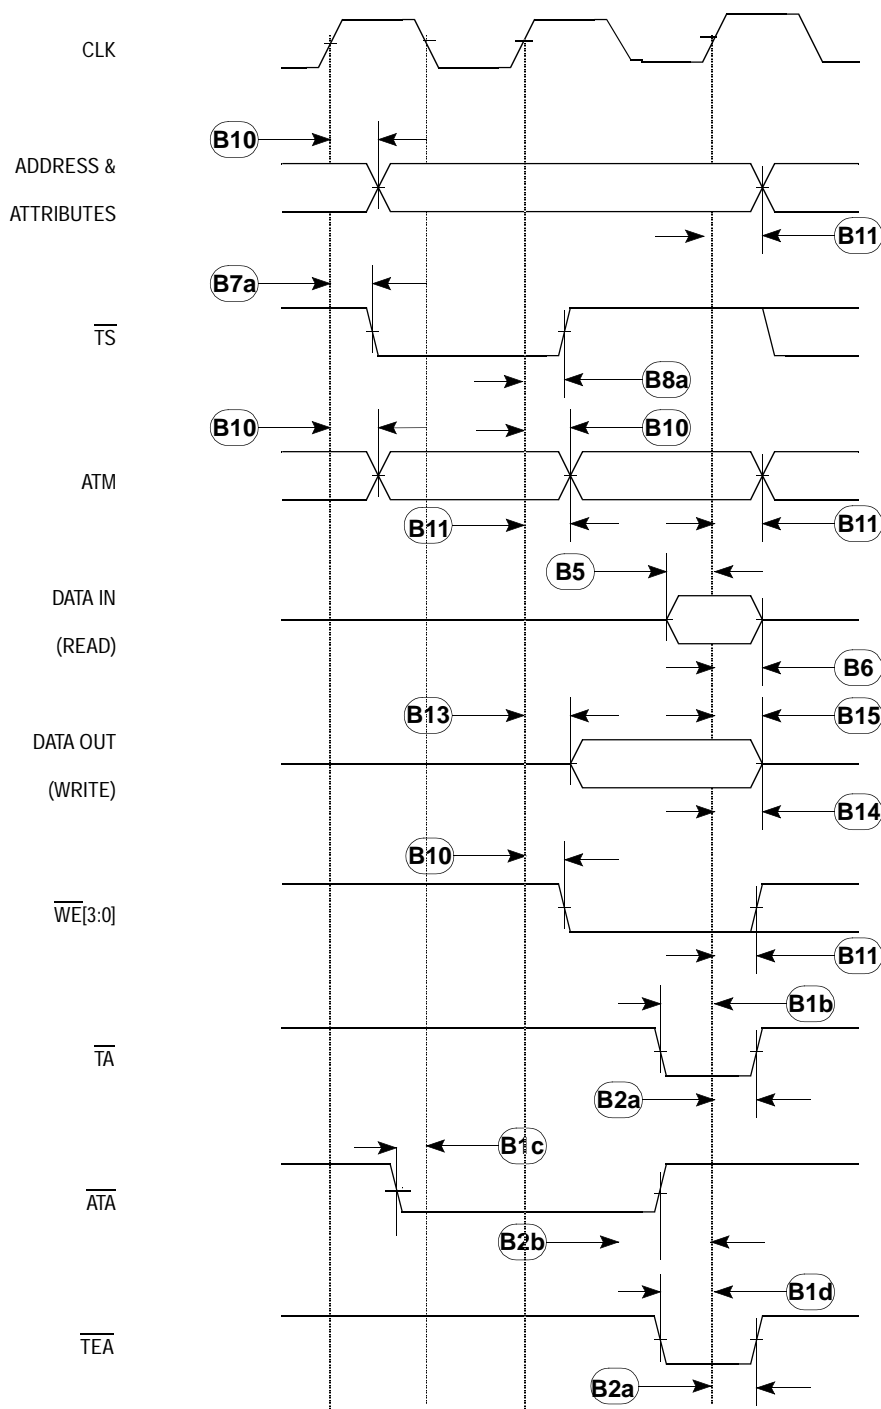 CLK
B10
ADDRESS &
ATTRIBUTES
B11
B7a
TS
B8a
B10
B10
ATM
B11
B11
B5
DATA IN
(READ)
B6
B13
B15
DATA OUT
(WRITE)
B14
B10
WE[3:0]
B11
B1b
TA
B2a
B1c
ATA
B2b
B1d
TEA
B2a